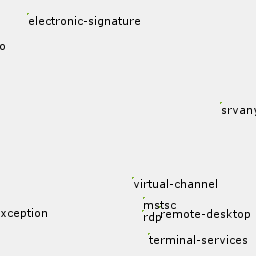 electronic-signature
o
srvany
virtual-channel
mstsc
rdp
remote-desktop
xception
terminal-services